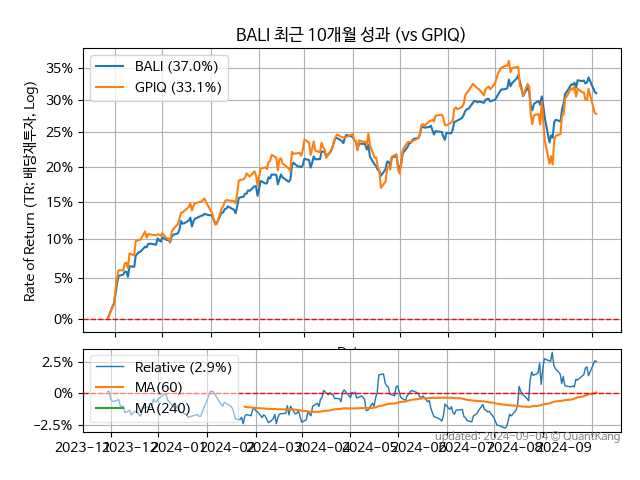 BALI 최근 10개월 성과 (vs GPIQ)
Rate of Return (TR: 배당재투자, Log)
BALI (37.0%)
GPIQ (33.1%)
35%
30%
25%
20%
15%
10%
5%
0%
Relative (2.9%)
MA(60)
MA(240)
2.5%
0%
−2.5%
2023-11
2023-12
2024-01
2024-02
2024-03
2024-04
2024-05
2024-06
2024-07
2024-08
2024-09
updated: 2024-09-04 © QuantKang